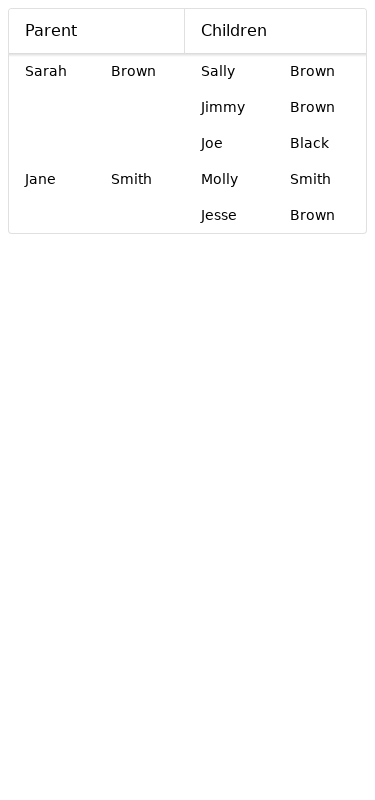 Parent Children
Sarah Brown Sally Brown
Jimmy Brown
Joe Black
Jane Smith Molly Smith
Jesse Brown